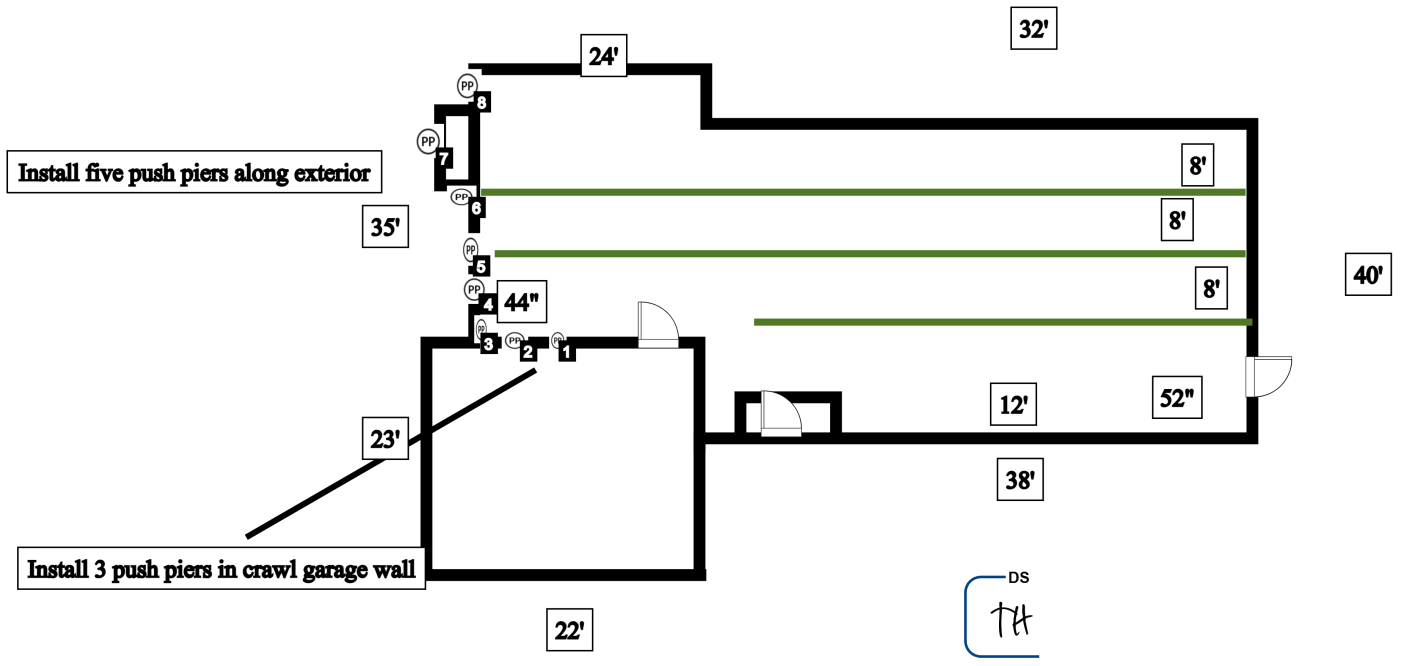 32'
24'
PP
8
PP
7
Install five push piers along exterior
8'
PP
6
8'
35'
PP
5
40'
PP
4
44"
8'
PP
3
PP
2
PP
1
12'
52"
23'
38'
Install 3 push piers in crawl garage wall
DS
TH
22'